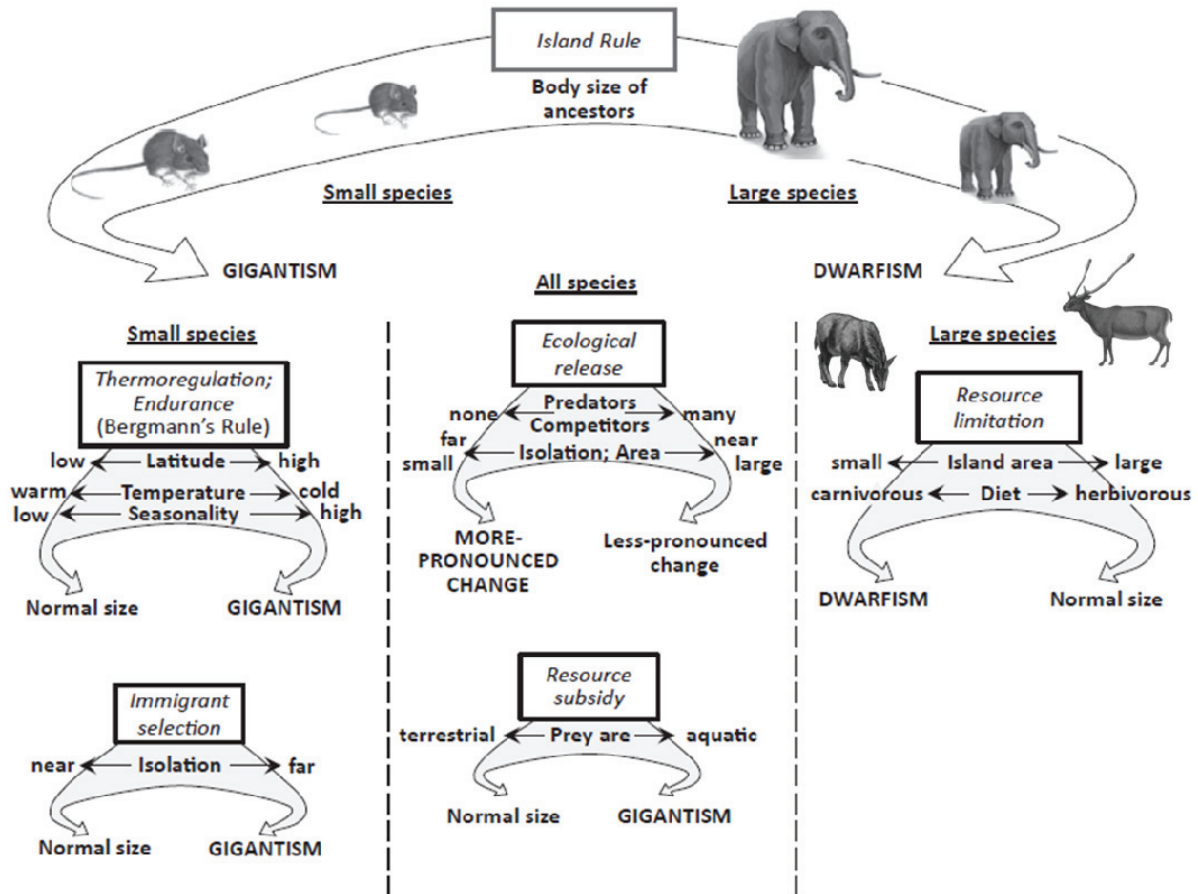 Island Rule
Body size of
ancestors
Small species
Large species
GIGANTISM
DWARFISM
Small species
Thermoregulation;
Endurance
(Bergmann's Rule)
low Latitude high
warm Temperature cold
low Seasonality high
Normal size GIGANTISM
Immigrant
selection
near Isolation far
Normal size GIGANTISM
All species
Ecological
release
none Predators many
Competitors
far near
small Isolation; Area large
MORE-
PRONOUNCED
CHANGE
Less-pronounced
change
Resource
subsidy
terrestrial Prey are aquatic
Normal size GIGANTISM
Large species
Resource
limitation
small Island area large
carnivorous Diet herbivorous
DWARFISM Normal size